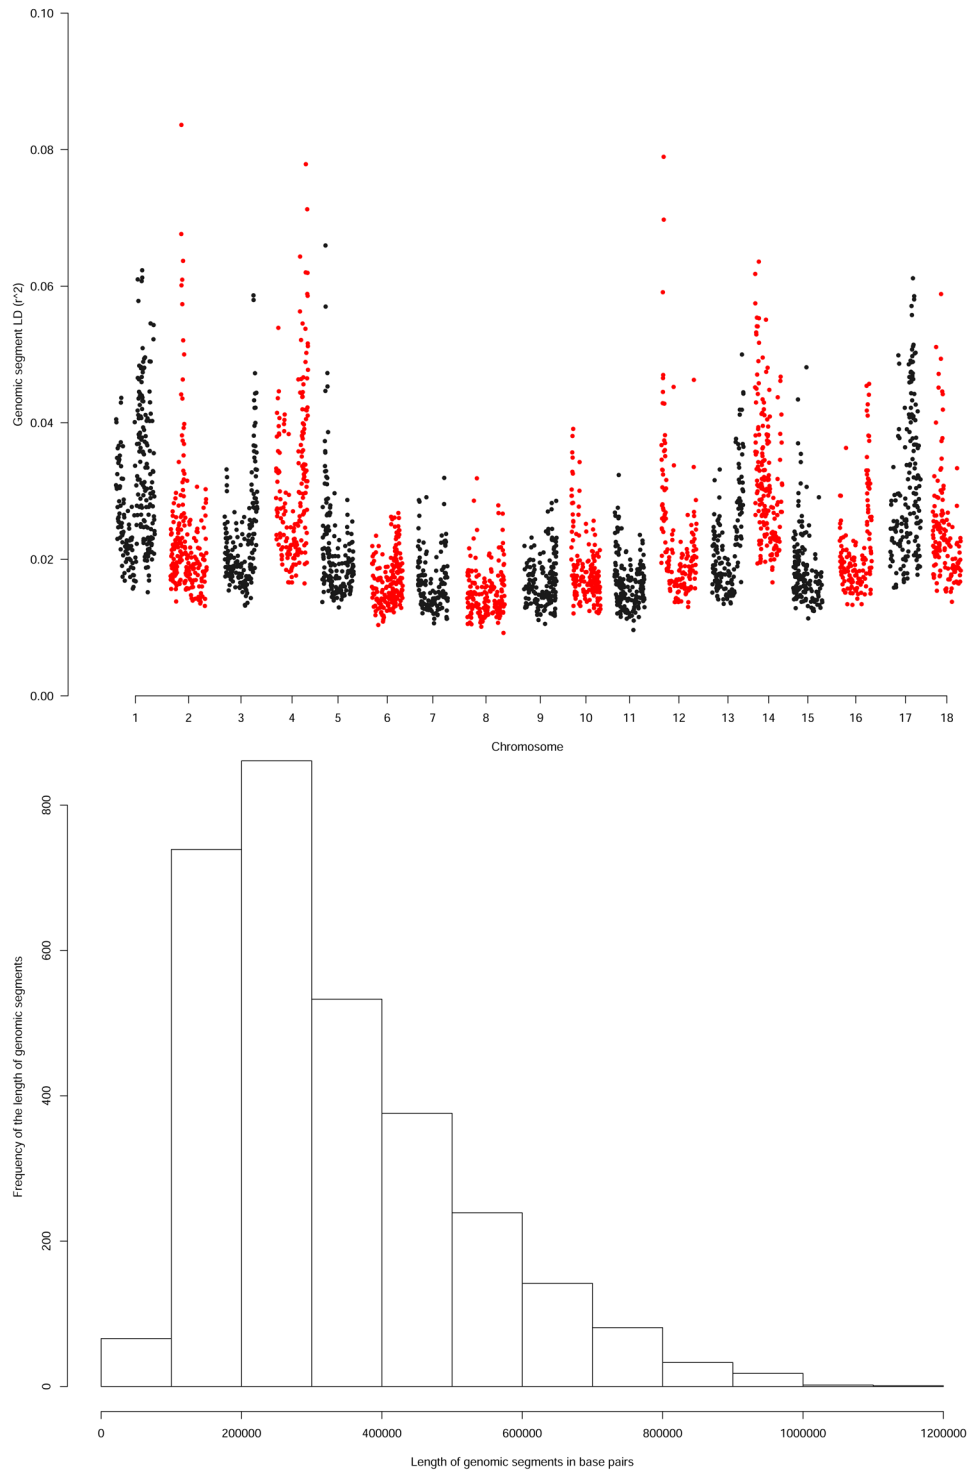 0.10
0.08
0.06
0.04
0.02
0.00
Genomic segment LD (r^2)
1 2 3 4 5 6 7 8 9 10 11 12 13 14 15 16 17 18
Chromosome
800
600
400
200
0
Frequency of the length of genomic segments
0 200000 400000 600000 800000 1000000 1200000
Length of genomic segments in base pairs